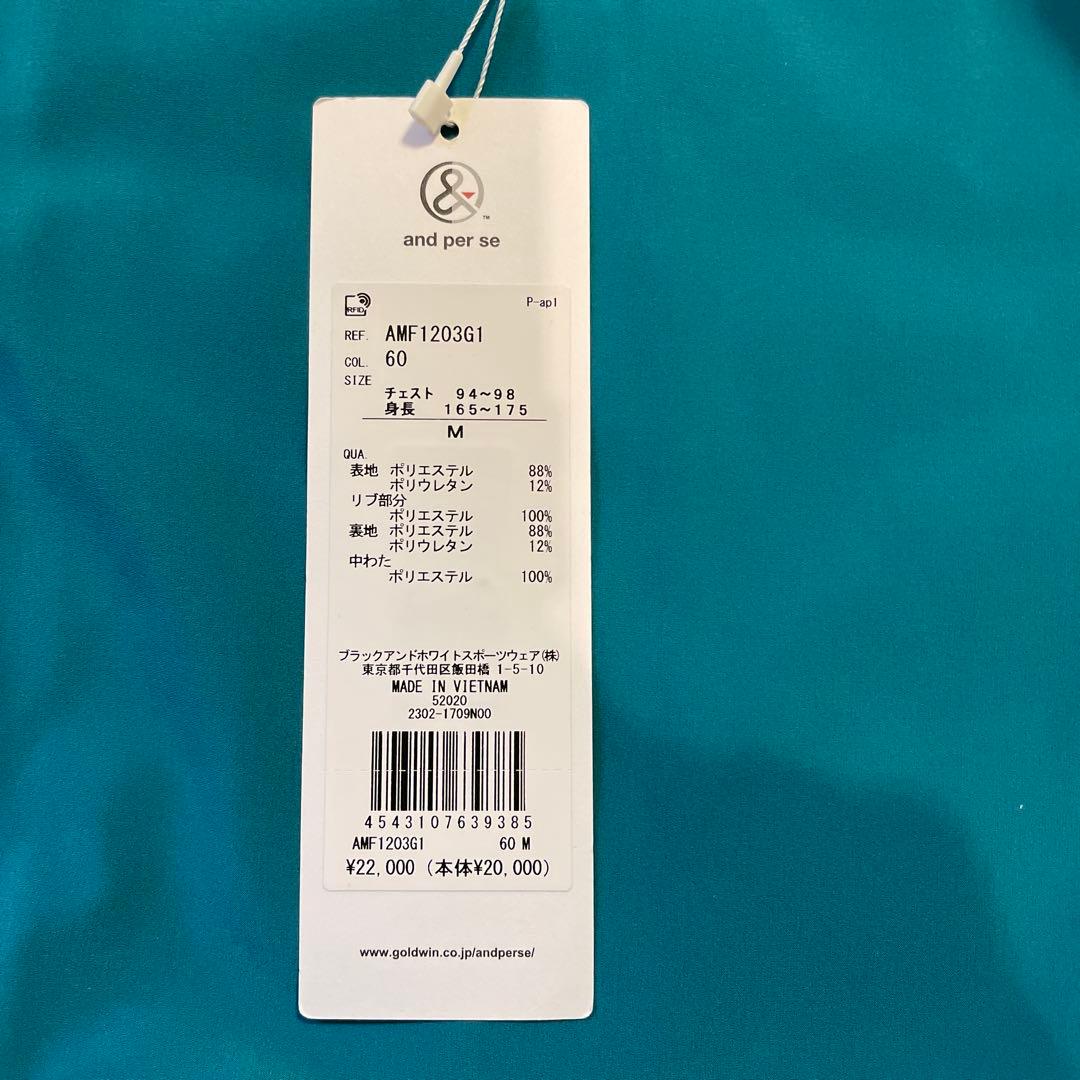 &™
and per se
RFID
P-ap1
REF. AMF1203G1
COL. 60
SIZE
チェスト 94～98
身長 165～175
M
QUA.
表地 ポリエステル 88%
ポリウレタン 12%
リブ部分
ポリエステル 100%
裏地 ポリエステル 88%
ポリウレタン 12%
中わた
ポリエステル 100%
ブラックアンドホワイトスポーツウェア(株)
東京都千代田区飯田橋 1-5-10
MADE IN VIETNAM
52020
2302-1709N00
4543107639385
AMF1203G1 60 M
¥22,000 (本体¥20,000)
www.goldwin.co.jp/andperse/